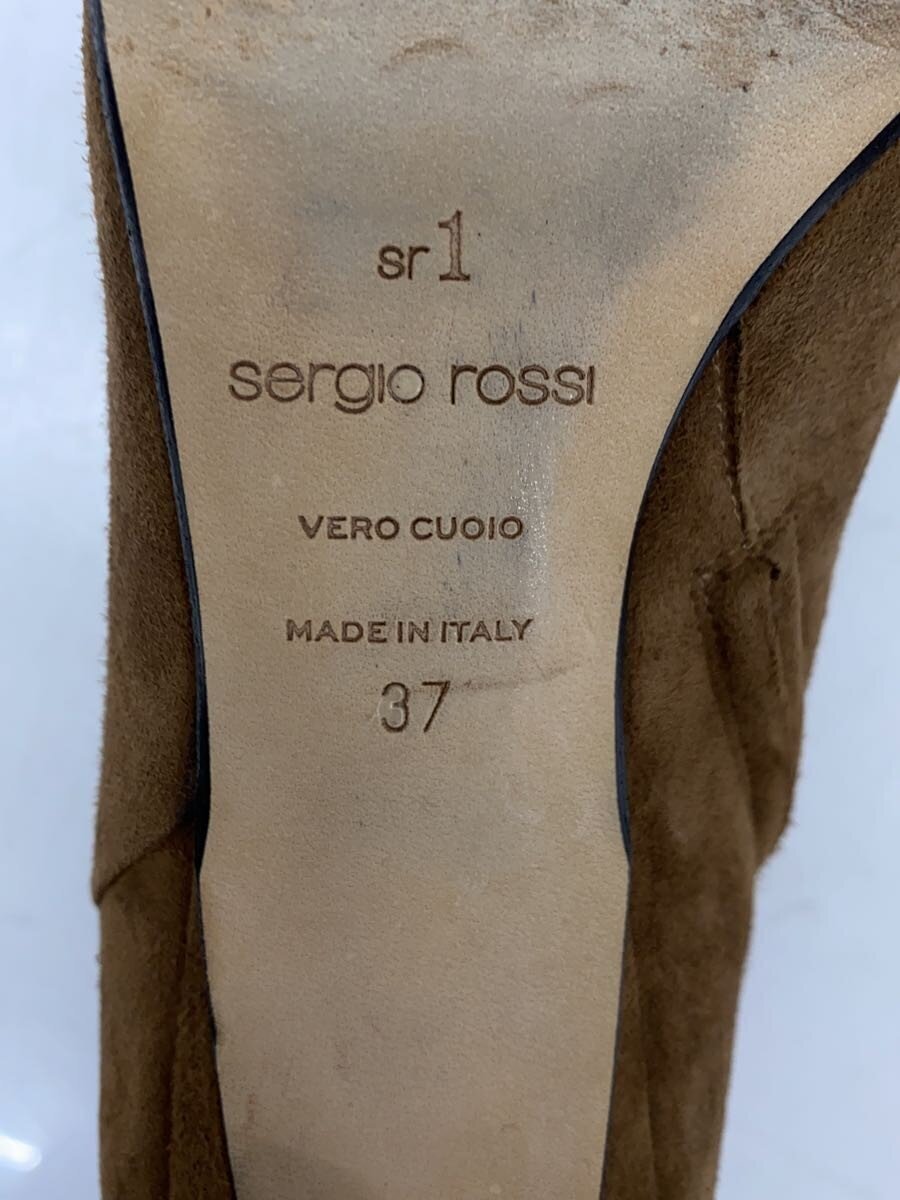 sr1
sergio rossi
VERO CUOIO
MADE IN ITALY
37